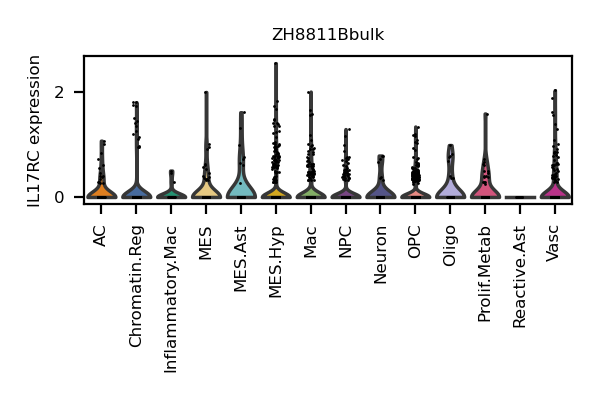 ZH8811Bbulk
IL17RC expression
2
0
AC
Chromatin.Reg
Inflammatory.Mac
MES
MES.Ast
MES.Hyp
Mac
NPC
Neuron
OPC
Oligo
Prolif.Metab
Reactive.Ast
Vasc